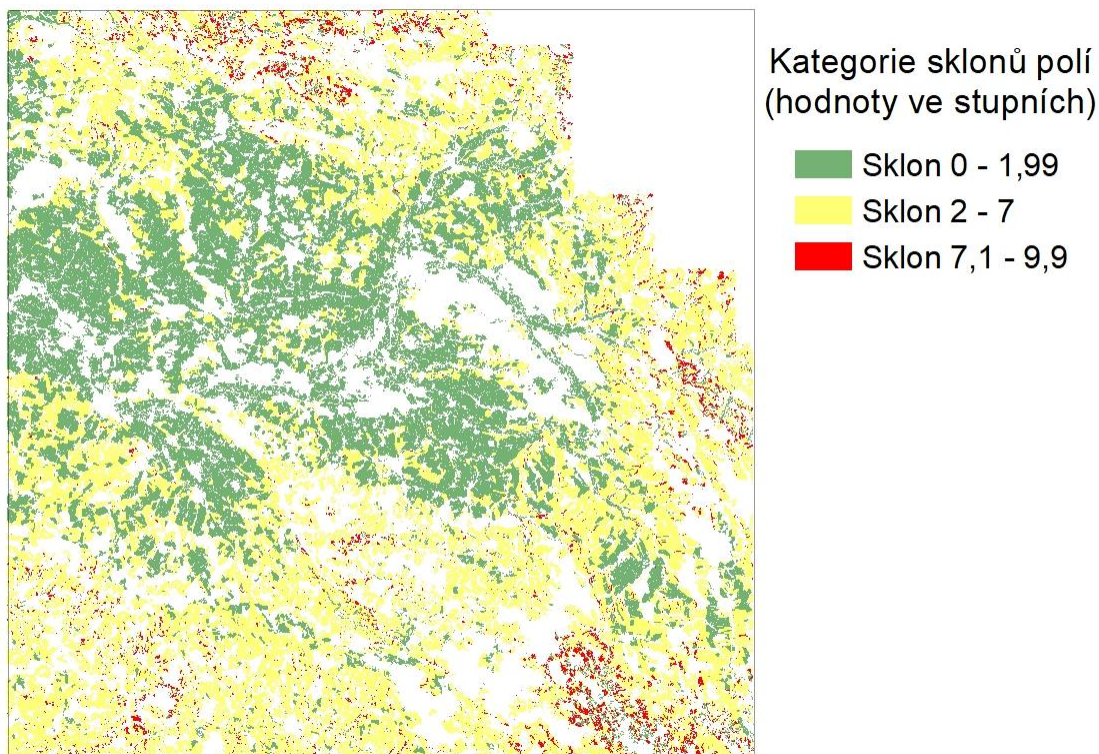 Kategorie sklonů polí
(hodnoty ve stupních)
Sklon 0 - 1,99
Sklon 2 - 7
Sklon 7,1 - 9,9